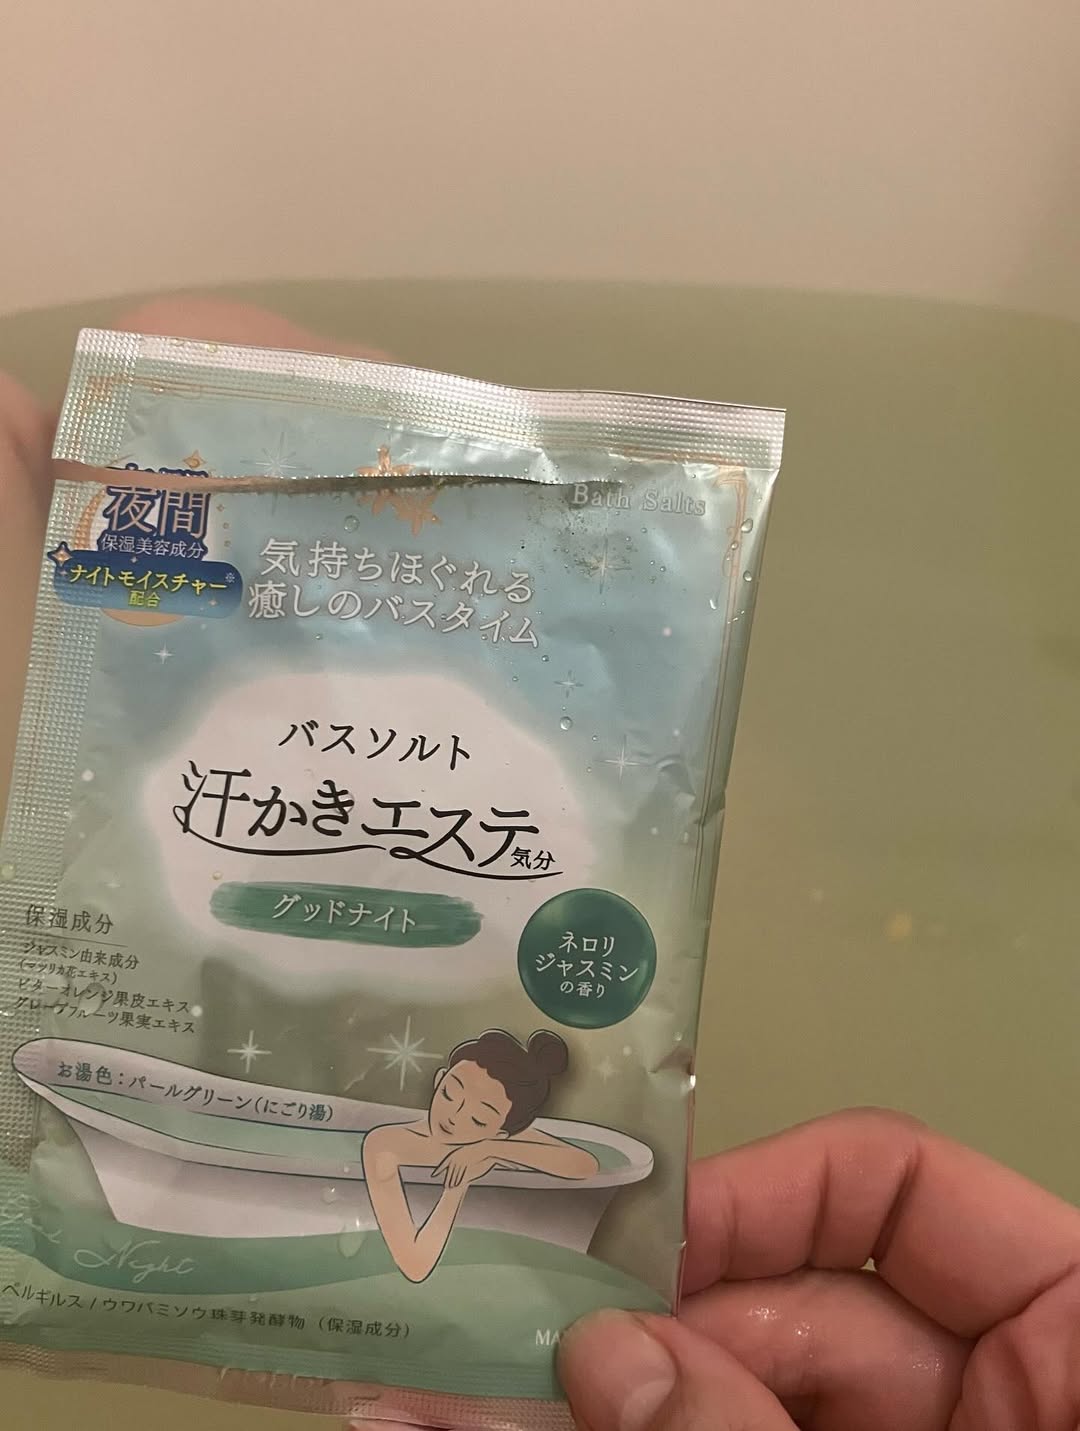 Bath Salts
夜間
保湿美容成分
ナイトモイスチャー※
配合
気持ちほぐれる
癒しのバスタイム
バスソルト
汗かきエステ気分
グッドナイト
ネロリ
ジャスミン
の香り
保湿成分
ジャスミン由来成分
(マツリカ花エキス)
ビターオレンジ果皮エキス
グレープフルーツ果実エキス
お湯色：パールグリーン(にごり湯)
Night
ペルギルス/ウワバミソウ珠芽発酵物（保湿成分）